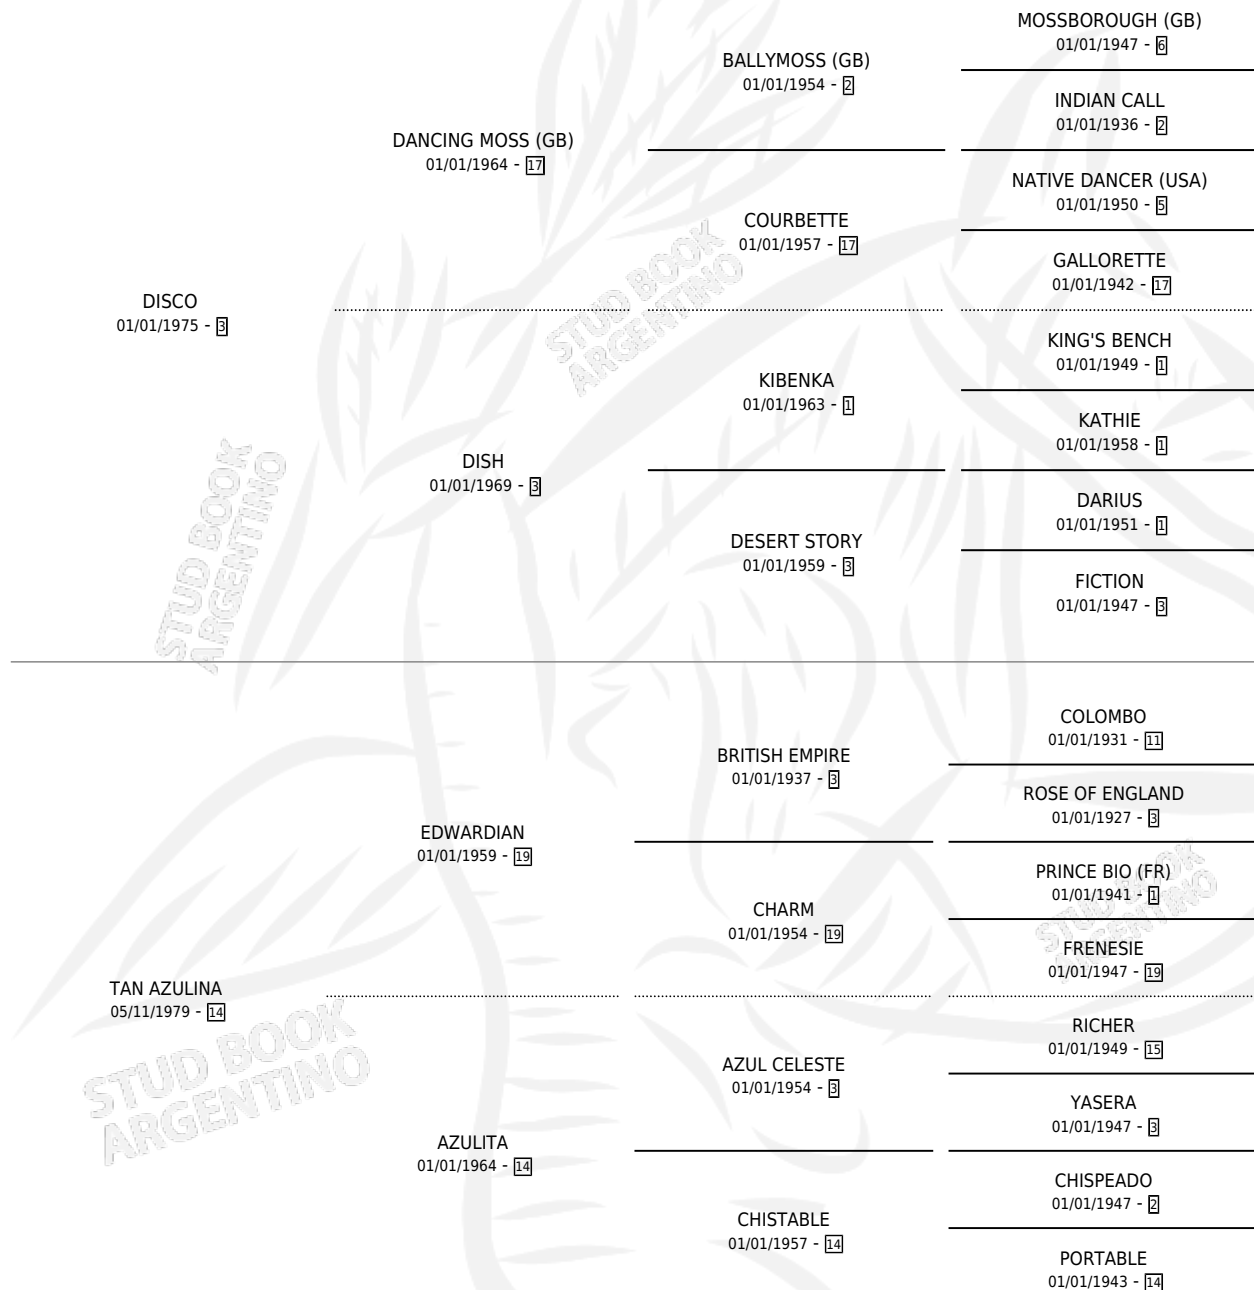 DISCO
01/01/1975 - 3
DANCING MOSS (GB)
01/01/1964 - 17
BALLYMOSS (GB)
01/01/1954 - 2
MOSSBOROUGH (GB)
01/01/1947 - 6
INDIAN CALL
01/01/1936 - 2
COURBETTE
01/01/1957 - 17
NATIVE DANCER (USA)
01/01/1950 - 5
GALLORETTE
01/01/1942 - 17
DISH
01/01/1969 - 3
KIBENKA
01/01/1963 - 1
KING'S BENCH
01/01/1949 - 1
KATHIE
01/01/1958 - 1
DESERT STORY
01/01/1959 - 3
DARIUS
01/01/1951 - 1
FICTION
01/01/1947 - 3
TAN AZULINA
05/11/1979 - 14
EDWARDIAN
01/01/1959 - 19
BRITISH EMPIRE
01/01/1937 - 3
COLOMBO
01/01/1931 - 11
ROSE OF ENGLAND
01/01/1927 - 3
CHARM
01/01/1954 - 19
PRINCE BIO (FR)
01/01/1941 - 1
FRENESIE
01/01/1947 - 19
AZULITA
01/01/1964 - 14
AZUL CELESTE
01/01/1954 - 3
RICHER
01/01/1949 - 15
YASERA
01/01/1947 - 3
CHISTABLE
01/01/1957 - 14
CHISPEADO
01/01/1947 - 2
PORTABLE
01/01/1943 - 14
STUD BOOK
ARGENTINO
STUD BOOK
ARGENTINO
STUD BOOK
ARGENTINO
STUD BOOK
ARGENTINO